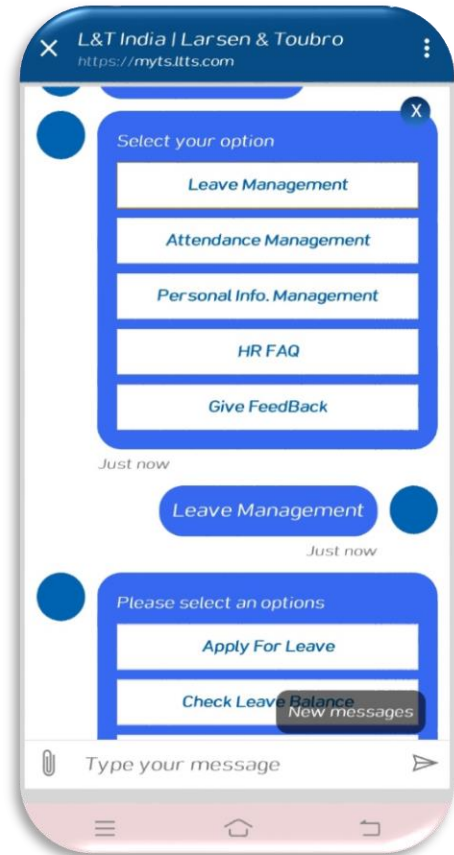 L&T India | Larsen & Toubro
https://myts.ltts.com
X
Select your option
Leave Management
Attendance Management
Personal Info. Management
HR FAQ
Give FeedBack
Just now
Leave Management
Just now
Please select an options
Apply For Leave
Check Leave Balance
New messages
Type your message